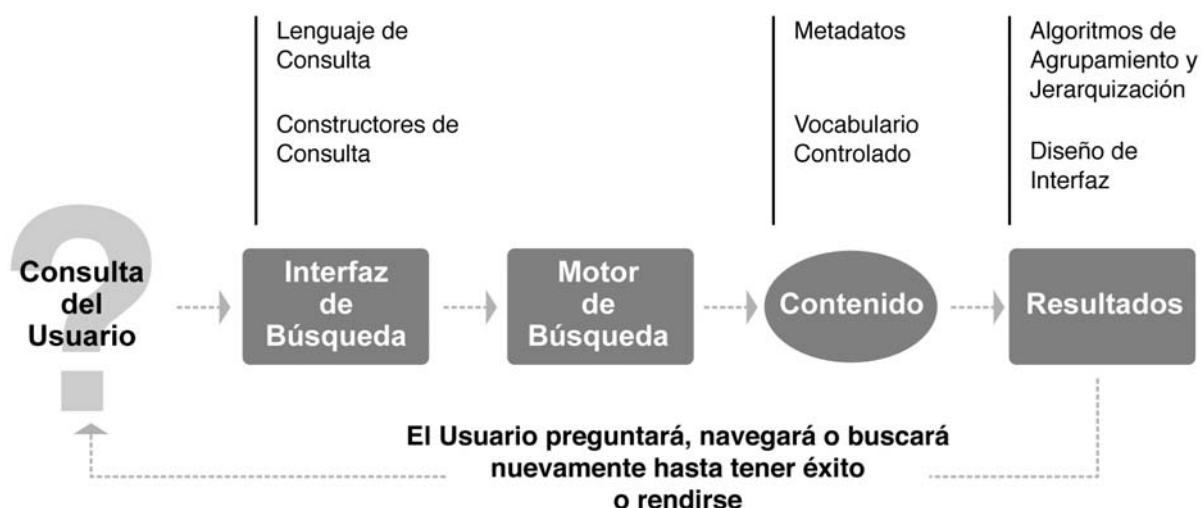 Lenguaje de
Consulta
Constructores de
Consulta
Metadatos
Vocabulario
Controlado
Algoritmos de
Agrupamiento y
Jerarquización
Diseño de
Interfaz
?
Consulta
del
Usuario
Interfaz
de
Búsqueda
Motor
de
Búsqueda
Contenido
Resultados
El Usuario preguntará, navegará o buscará
nuevamente hasta tener éxito
o rendirse